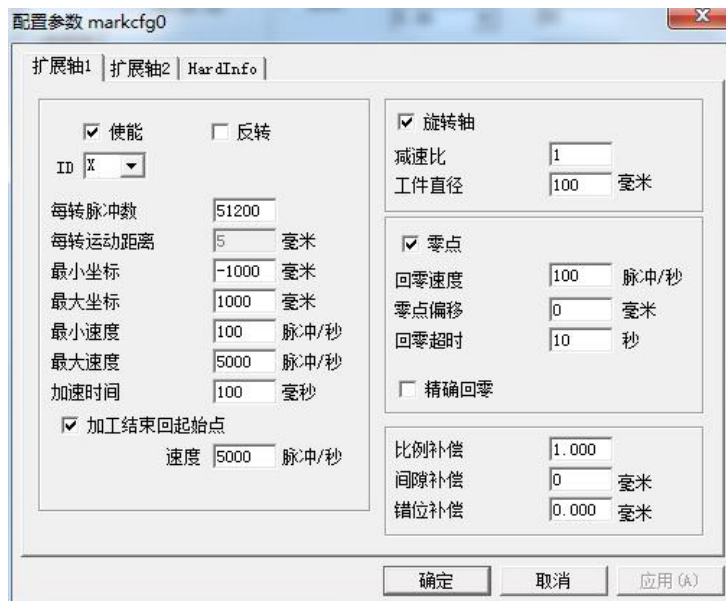 配置参数 markcfg0
扩展轴1 扩展轴2 HardInfo
使能 反转
ID X
每转脉冲数 51200
每转运动距离 5 毫米
最小坐标 -1000 毫米
最大坐标 1000 毫米
最小速度 100 脉冲/秒
最大速度 5000 脉冲/秒
加速时间 100 毫秒
加工结束回起始点
速度 5000 脉冲/秒
旋转轴
减速比 1
工件直径 100 毫米
零点
回零速度 100 脉冲/秒
零点偏移 0 毫米
回零超时 10 秒
精确回零
比例补偿 1.000
间隙补偿 0 毫米
错位补偿 0.000 毫米
确定 取消 应用(A)